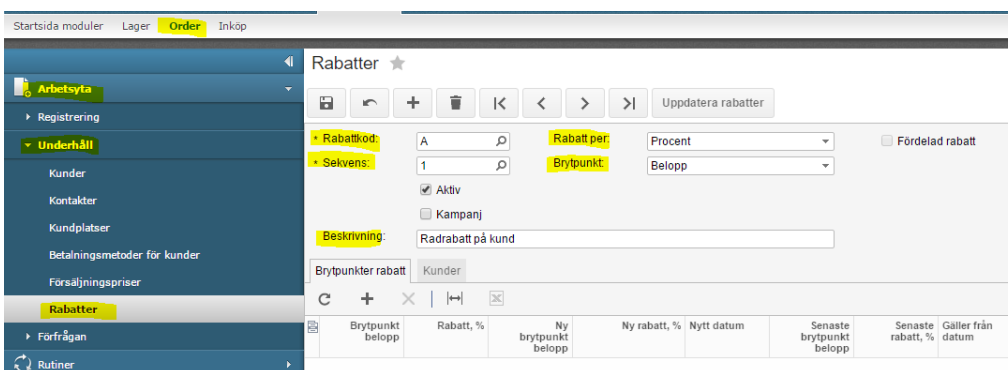 Startsida moduler Lager Order Inköp
Arbetsyta
Registrering
Underhåll
Kunder
Kontakter
Kundplatser
Betalningsmetoder för kunder
Försäljningspriser
Rabatter
Förfrågan
Rutiner
Rabatter
Uppdatera rabatter
* Rabattkod: A Rabatt per: Procent Fördelad rabatt
* Sekvens: 1 Brytpunkt: Belopp
Aktiv
Kampanj
Beskrivning: Radrabatt på kund
Brytpunkter rabatt Kunder
Brytpunkt belopp Rabatt, % Ny brytpunkt belopp Ny rabatt, % Nytt datum Senaste brytpunkt belopp Senaste rabatt, % Gäller från datum